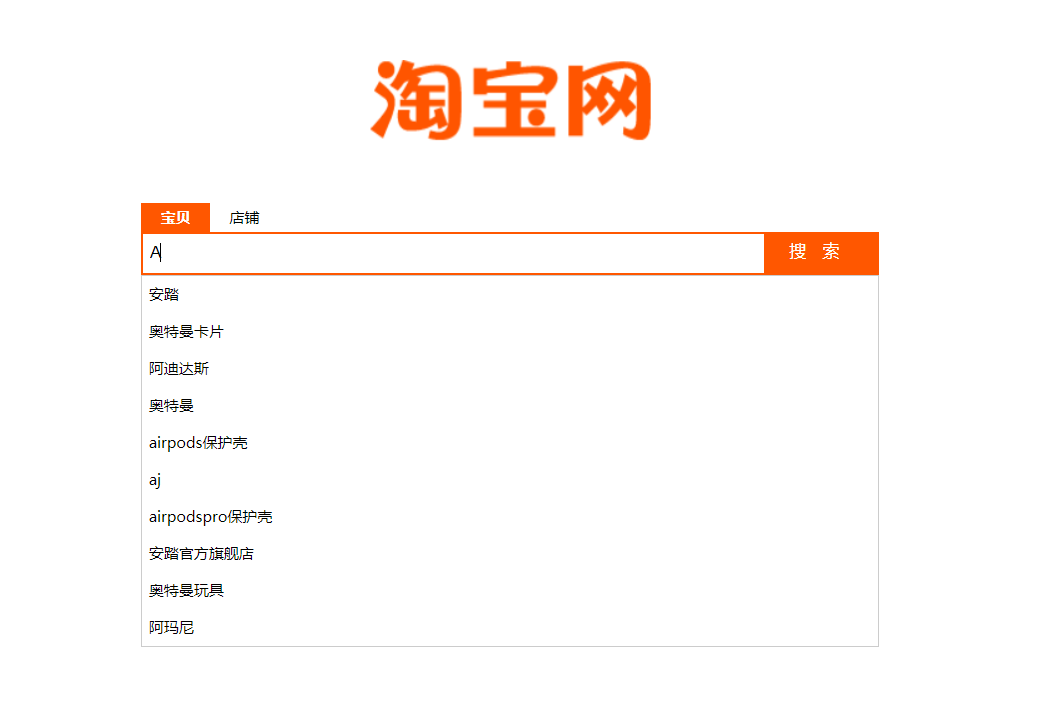 淘宝网
宝贝 店铺
A 搜 索
安踏
奥特曼卡片
阿迪达斯
奥特曼
airpods保护壳
aj
airpodspro保护壳
安踏官方旗舰店
奥特曼玩具
阿玛尼